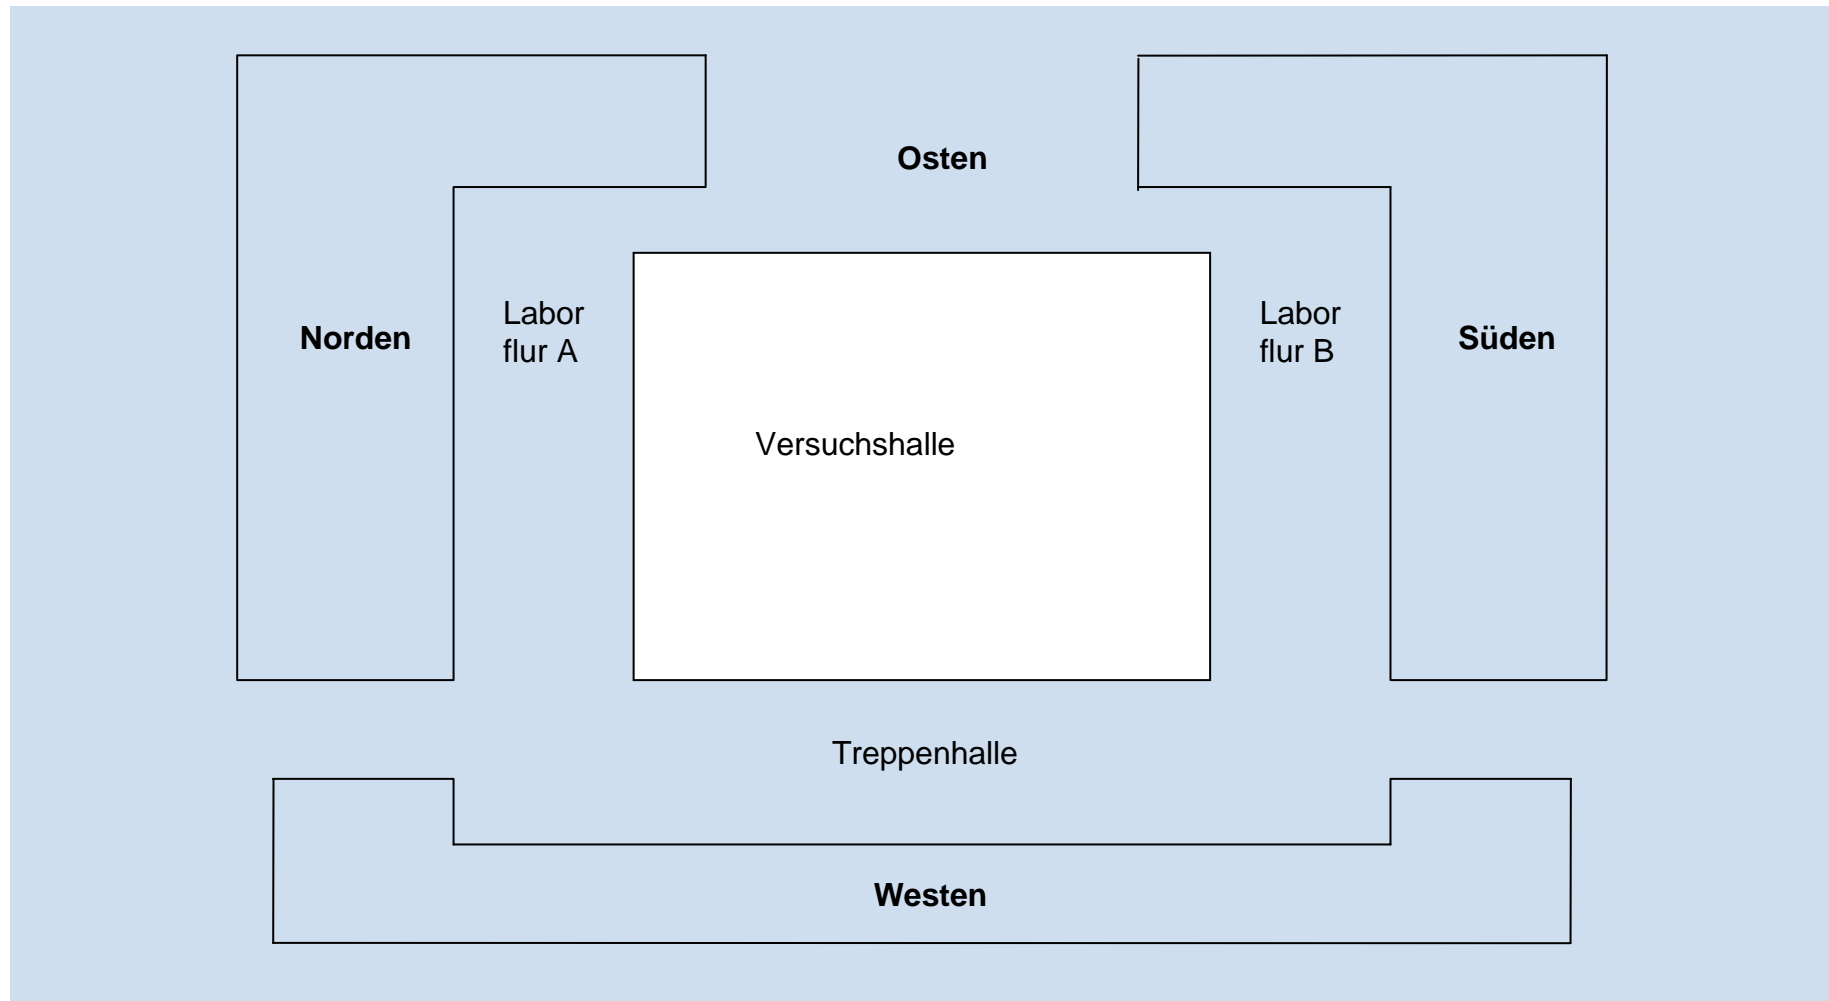 Osten
Norden
Labor
flur A
Labor
flur B
Süden
Versuchshalle
Treppenhalle
Westen